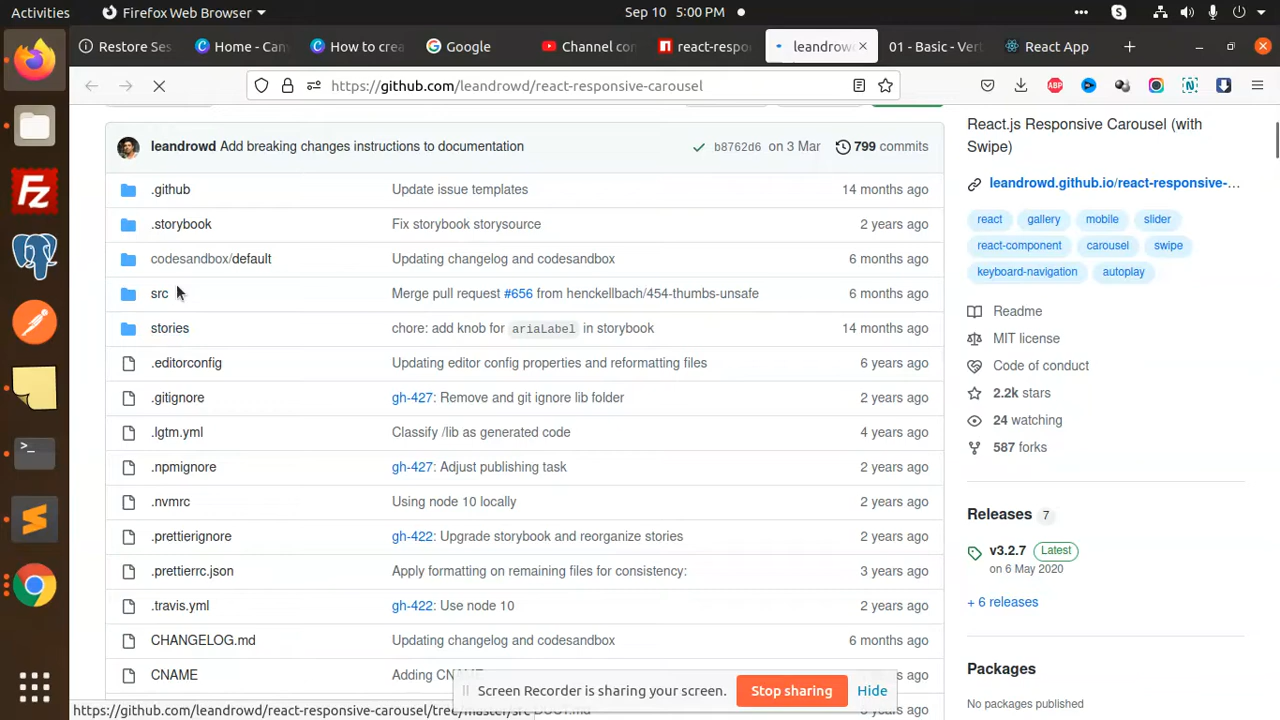 Activities
Firefox Web Browser
Sep 10 5:00 PM
Restore Ses
Home - Can
How to crea
Google
Channel con
react-respo
leandrowd
01 - Basic - Vert
React App
https://github.com/leandrowd/react-responsive-carousel
leandrowd Add breaking changes instructions to documentation
b8762d6 on 3 Mar
799 commits
.github Update issue templates 14 months ago
.storybook Fix storybook storysource 2 years ago
codesandbox/default Updating changelog and codesandbox 6 months ago
src Merge pull request #656 from henckellbach/454-thumbs-unsafe 6 months ago
stories chore: add knob for ariaLabel in storybook 14 months ago
.editorconfig Updating editor config properties and reformatting files 6 years ago
.gitignore gh-427: Remove and git ignore lib folder 2 years ago
.lgtm.yml Classify /lib as generated code 4 years ago
.npmignore gh-427: Adjust publishing task 2 years ago
.nvmrc Using node 10 locally 2 years ago
.prettierignore gh-422: Upgrade storybook and reorganize stories 2 years ago
.prettierrc.json Apply formatting on remaining files for consistency: 3 years ago
.travis.yml gh-422: Use node 10 2 years ago
CHANGELOG.md Updating changelog and codesandbox 6 months ago
CNAME Adding CNAME
React.js Responsive Carousel (with
Swipe)
leandrowd.github.io/react-responsive-...
react gallery mobile slider
react-component carousel swipe
keyboard-navigation autoplay
Readme
MIT license
Code of conduct
2.2k stars
24 watching
587 forks
Releases 7
v3.2.7 Latest
on 6 May 2020
+ 6 releases
Packages
No packages published
Screen Recorder is sharing your screen.
Stop sharing
Hide
https://github.com/leandrowd/react-responsive-carousel/tree/master/src